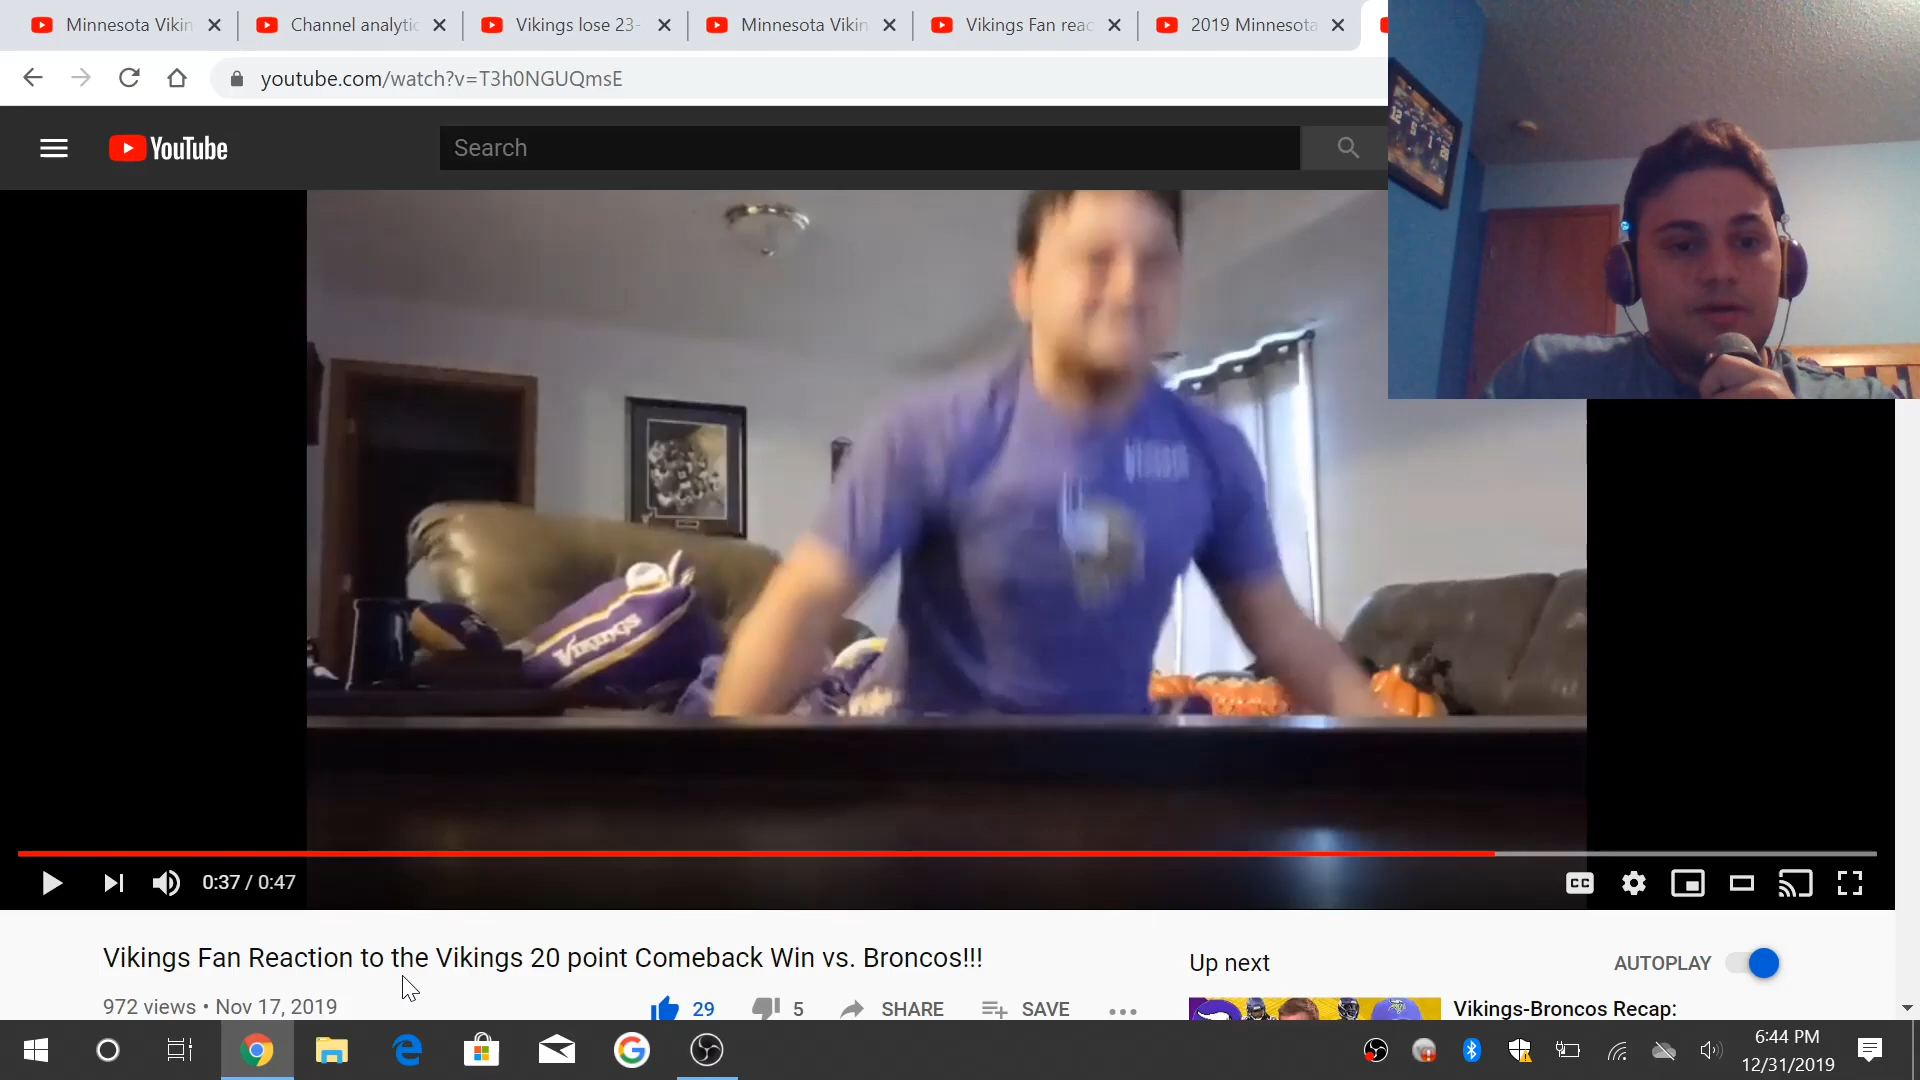 Minnesota Vikin
Channel analytic
Vikings lose 23-
Minnesota Vikin
Vikings Fan reac
2019 Minnesota
youtube.com/watch?v=T3h0NGUQmsE
YouTube
Search
VIKINGS
0:37 / 0:47
CC
Vikings Fan Reaction to the Vikings 20 point Comeback Win vs. Broncos!!!
972 views • Nov 17, 2019
29
5
SHARE
SAVE
Up next
AUTOPLAY
Vikings-Broncos Recap:
6:44 PM
12/31/2019